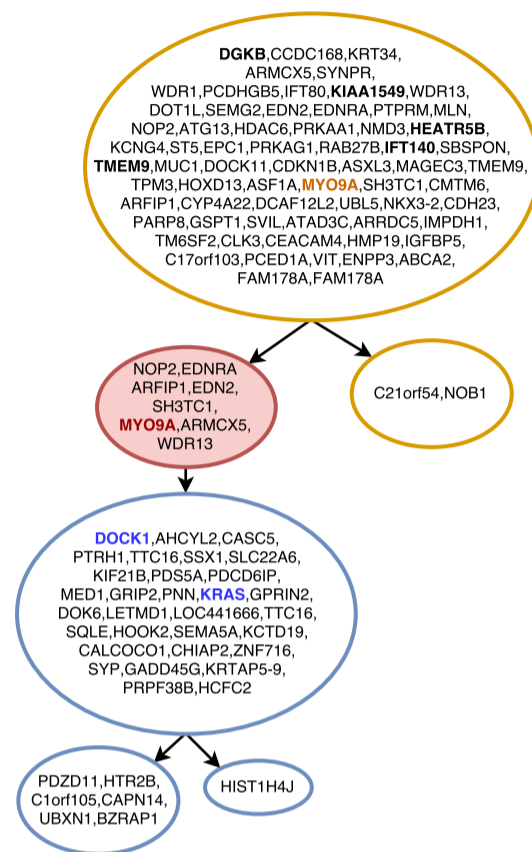 DGKB,CCDC168,KRT34,
ARMCX5,SYNPR,
WDR1,PCDHGB5,IFT80,KIAA1549,WDR13,
DOT1L,SEMG2,EDN2,EDNRA,PTPRM,MLN,
NOP2,ATG13,HDAC6,PRKAA1,NMD3,HEATR5B,
KCNG4,ST5,EPC1,PRKAG1,RAB27B,IFT140,SBSPON,
TMEM9,MUC1,DOCK11,CDKN1B,ASXL3,MAGEC3,TMEM9,
TPM3,HOXD13,ASF1A,MYO9A,SH3TC1,CMTM6,
ARFIP1,CYP4A22,DCAF12L2,UBL5,NKX3-2,CDH23,
PARP8,GSPT1,SVIL,ATAD3C,ARRDC5,IMPDH1,
TM6SF2,CLK3,CEACAM4,HMP19,IGFBP5,
C17orf103,PCED1A,VIT,ENPP3,ABCA2,
FAM178A,FAM178A
NOP2,EDNRA
ARFIP1,EDN2,
SH3TC1,
MYO9A,ARMCX5,
WDR13
C21orf54,NOB1
DOCK1,AHCYL2,CASC5,
PTRH1,TTC16,SSX1,SLC22A6,
KIF21B,PDS5A,PDCD6IP,
MED1,GRIP2,PNN,KRAS,GPRIN2,
DOK6,LETMD1,LOC441666,TTC16,
SQLE,HOOK2,SEMA5A,KCTD19,
CALCOCO1,CHIAP2,ZNF716,
SYP,GADD45G,KRTAP5-9,
PRPF38B,HCFC2
PDZD11,HTR2B,
C1orf105,CAPN14,
UBXN1,BZRAP1
HIST1H4J